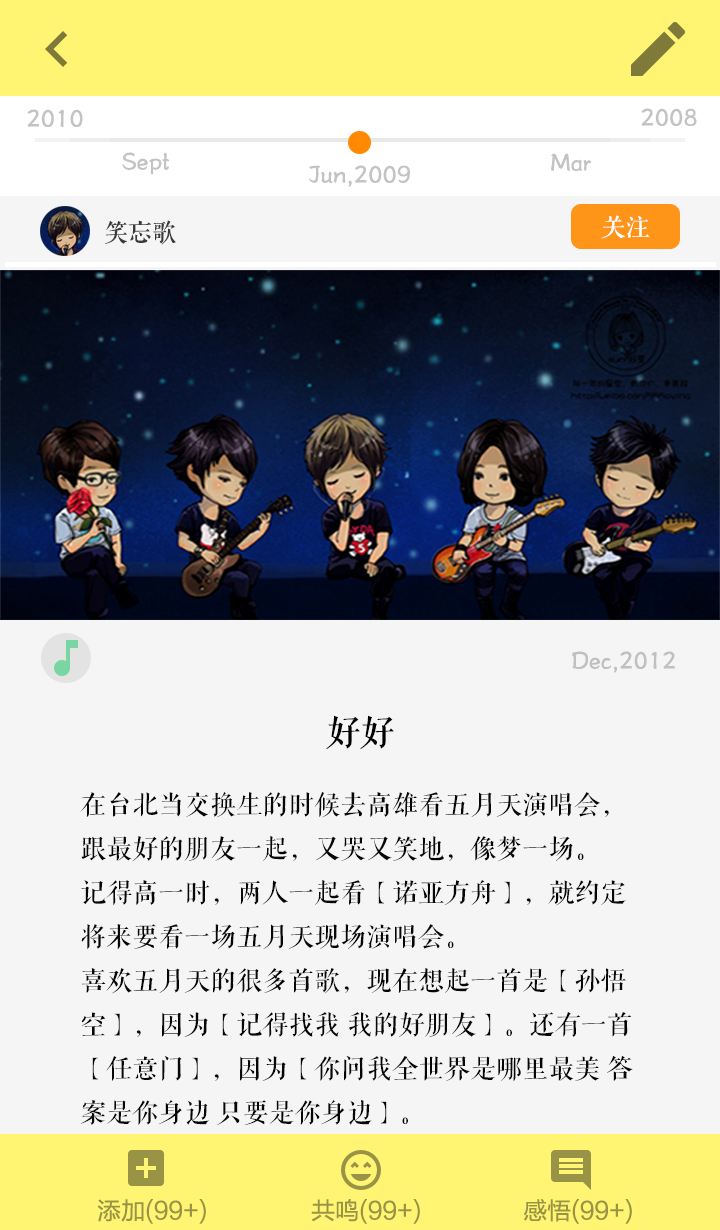 2010
2008
Sept
Jun,2009
Mar
笑忘歌
关注
Dec,2012
好好
在台北当交换生的时候去高雄看五月天演唱会，
跟最好的朋友一起，又哭又笑地，像梦一场。
记得高一时，两人一起看【诺亚方舟】，就约定
将来要看一场五月天现场演唱会。
喜欢五月天的很多首歌，现在想起一首是【孙悟
空】，因为【记得找我 我的好朋友】。还有一首
【任意门】，因为【你问我全世界是哪里最美 答
案是你身边 只要是你身边】。
添加(99+)
共鸣(99+)
感悟(99+)